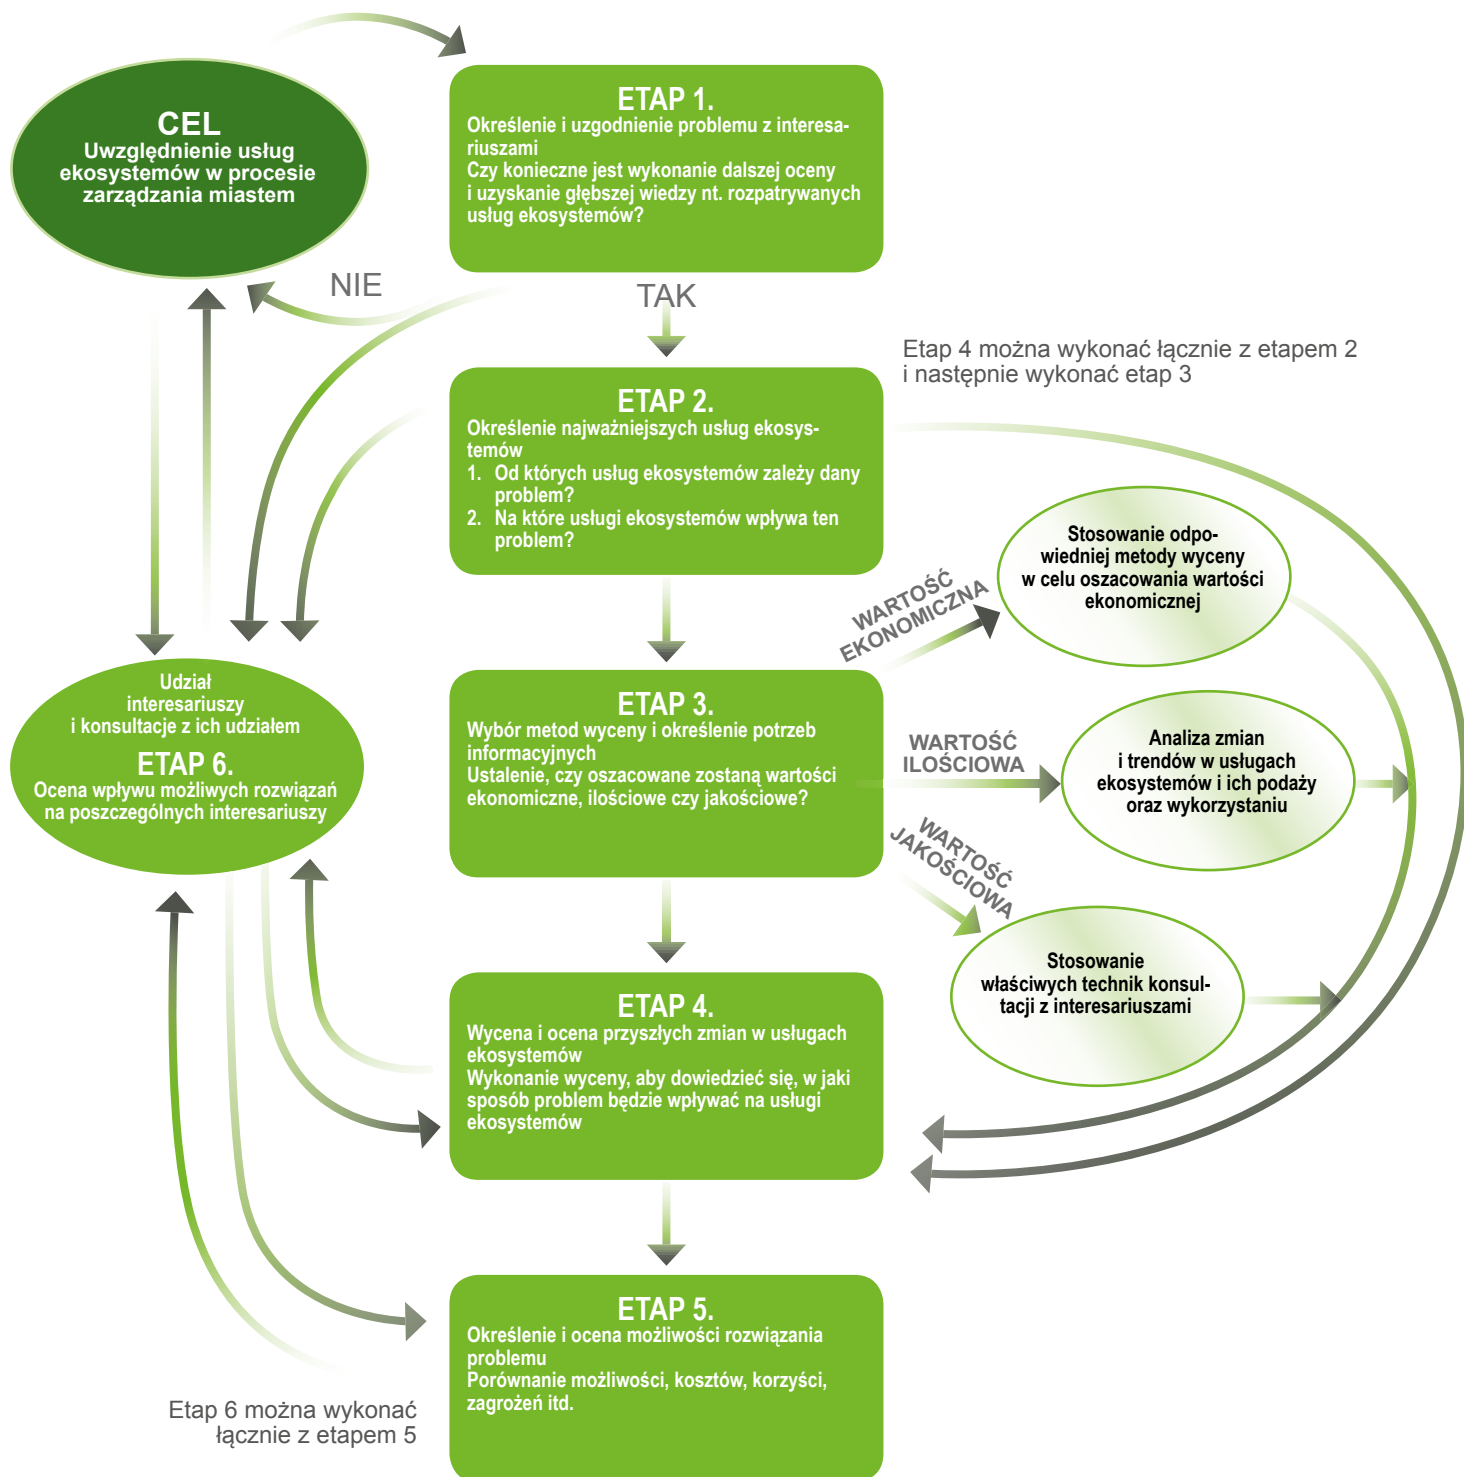 CEL
Uwzględnienie usług
ekosystemów w procesie
zarządzania miastem
ETAP 1.
Określenie i uzgodnienie problemu z interesa-
riuszami
Czy konieczne jest wykonanie dalszej oceny
i uzyskanie głębszej wiedzy nt. rozpatrywanych
usług ekosystemów?
NIE
TAK
Etap 4 można wykonać łącznie z etapem 2
i następnie wykonać etap 3
ETAP 2.
Określenie najważniejszych usług ekosys-
temów
1. Od których usług ekosystemów zależy dany
problem?
2. Na które usługi ekosystemów wpływa ten
problem?
WARTOŚĆ
EKONOMICZNA
Stosowanie odpo-
wiedniej metody wyceny
w celu oszacowania wartości
ekonomicznej
Udział
interesariuszy
i konsultacje z ich udziałem
ETAP 6.
Ocena wpływu możliwych rozwiązań
na poszczególnych interesariuszy
ETAP 3.
Wybór metod wyceny i określenie potrzeb
informacyjnych
Ustalenie, czy oszacowane zostaną wartości
ekonomiczne, ilościowe czy jakościowe?
WARTOŚĆ
ILOŚCIOWA
Analiza zmian
i trendów w usługach
ekosystemów i ich podaży
oraz wykorzystaniu
WARTOŚĆ
JAKOŚCIOWA
Stosowanie
właściwych technik konsul-
tacji z interesariuszami
ETAP 4.
Wycena i ocena przyszłych zmian w usługach
ekosystemów
Wykonanie wyceny, aby dowiedzieć się, w jaki
sposób problem będzie wpływać na usługi
ekosystemów
ETAP 5.
Określenie i ocena możliwości rozwiązania
problemu
Porównanie możliwości, kosztów, korzyści,
zagrożeń itd.
Etap 6 można wykonać
łącznie z etapem 5